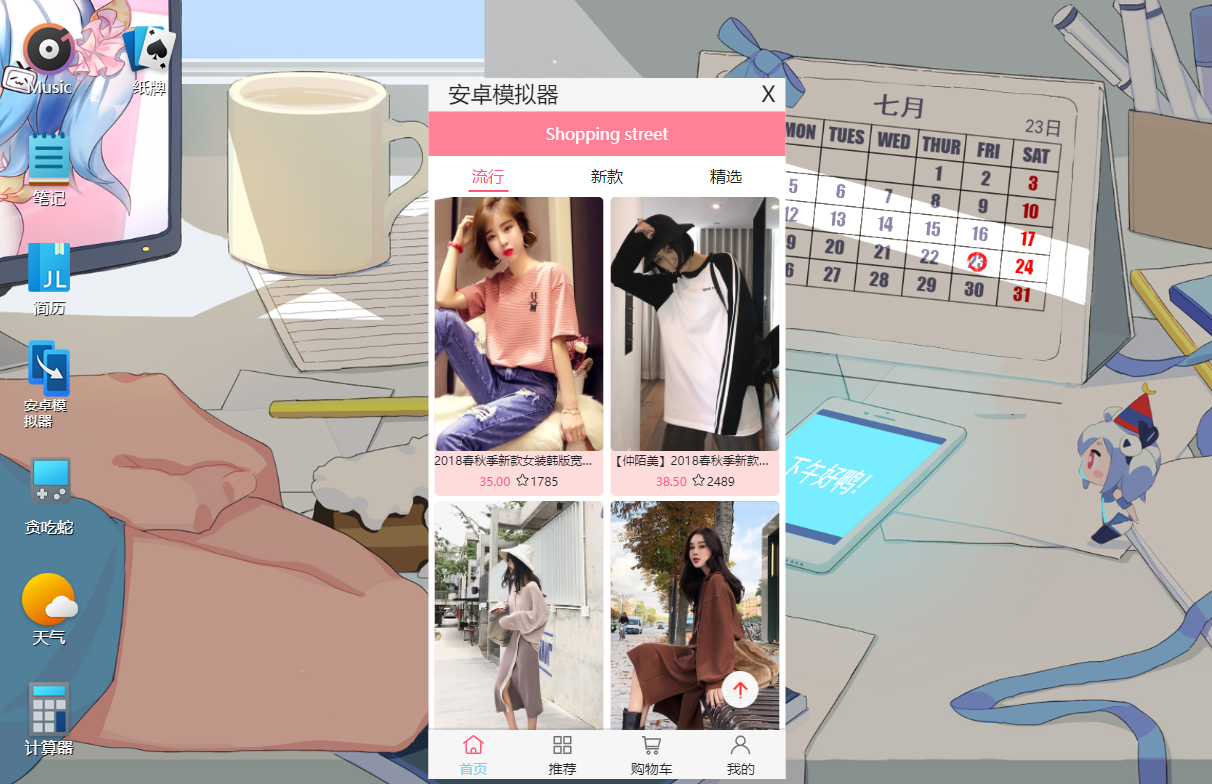 Music
纸牌
笔记
JL
简历
安卓模
拟器
贪吃蛇
天气
计算器
安卓模拟器
X
Shopping street
流行 新款 精选
2018春秋季新款女装韩版宽...
35.00 1785
【仲陌美】2018春秋季新款...
38.50 2489
首页 推荐 购物车 我的
七月
23日
MON TUES WED THUR FRI SAT
1 2 3
5 6 7 8 9 10
12 13 14 15 16 17
9 20 21 22 23 24
6 27 28 29 30 31
下午好鸭!